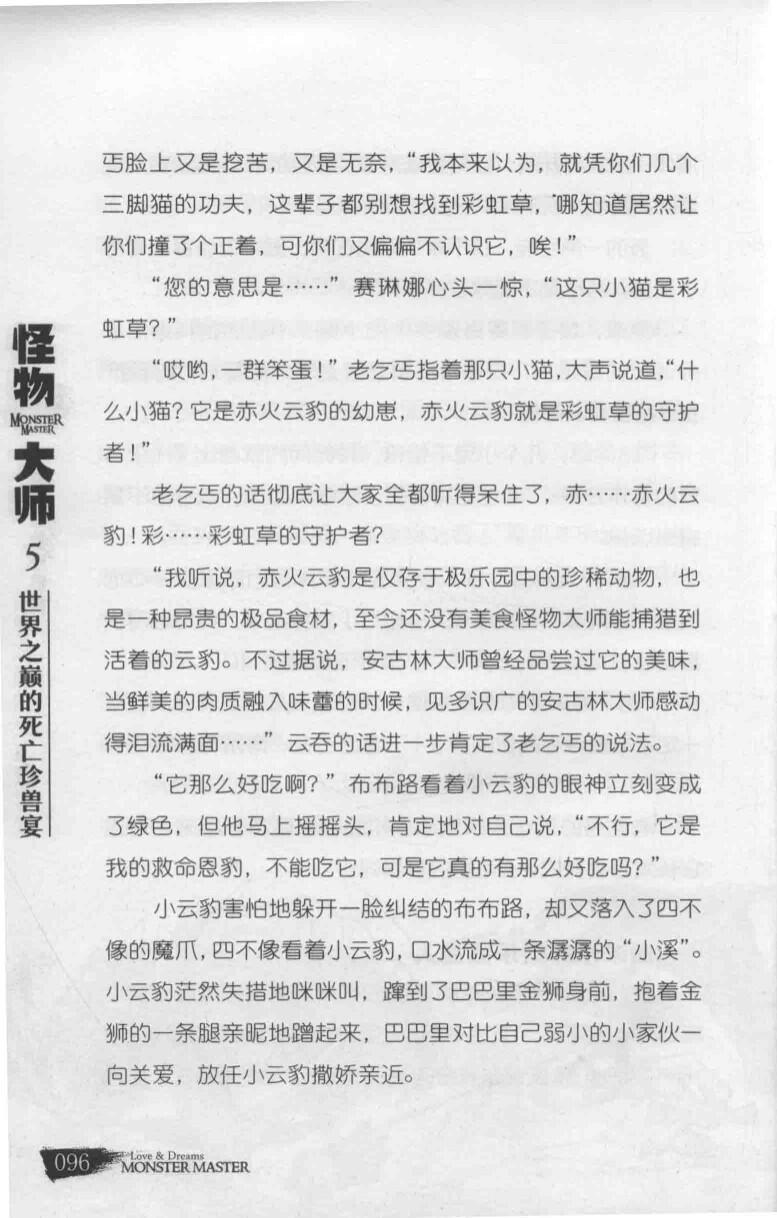 丐脸上又是挖苦，又是无奈，“我本来以为，就凭你们几个
三脚猫的功夫，这辈子都别想找到彩虹草，哪知道居然让
你们撞了个正着，可你们又偏偏不认识它，唉！”
“您的意思是……”赛琳娜心头一惊，“这只小猫是彩
虹草？”
“哎哟，一群笨蛋！”老乞丐指着那只小猫，大声说道，“什
么小猫？它是赤火云豹的幼崽，赤火云豹就是彩虹草的守护
者！”
老乞丐的话彻底让大家全都听得呆住了，赤……赤火云
豹！彩……彩虹草的守护者？
“我听说，赤火云豹是仅存于极乐园中的珍稀动物，也
是一种昂贵的极品食材，至今还没有美食怪物大师能捕猎到
活着的云豹。不过据说，安古林大师曾经品尝过它的美味，
当鲜美的肉质融入味蕾的时候，见多识广的安古林大师感动
得泪流满面……”云吞的话进一步肯定了老乞丐的说法。
“它那么好吃啊？”布布路看着小云豹的眼神立刻变成
了绿色，但他马上摇摇头，肯定地对自己说，“不行，它是
我的救命恩豹，不能吃它，可是它真的有那么好吃吗？”
小云豹害怕地躲开一脸纠结的布布路，却又落入了四不
像的魔爪，四不像看着小云豹，口水流成一条潺潺的“小溪”。
小云豹茫然失措地咪咪叫，蹿到了巴巴里金狮身前，抱着金
狮的一条腿亲昵地蹭起来，巴巴里对比自己弱小的小家伙一
向关爱，放任小云豹撒娇亲近。
怪物
MONSTER
MASTER
大师
5
世界之巅的死亡珍兽宴
096
Love & Dreams
MONSTER MASTER